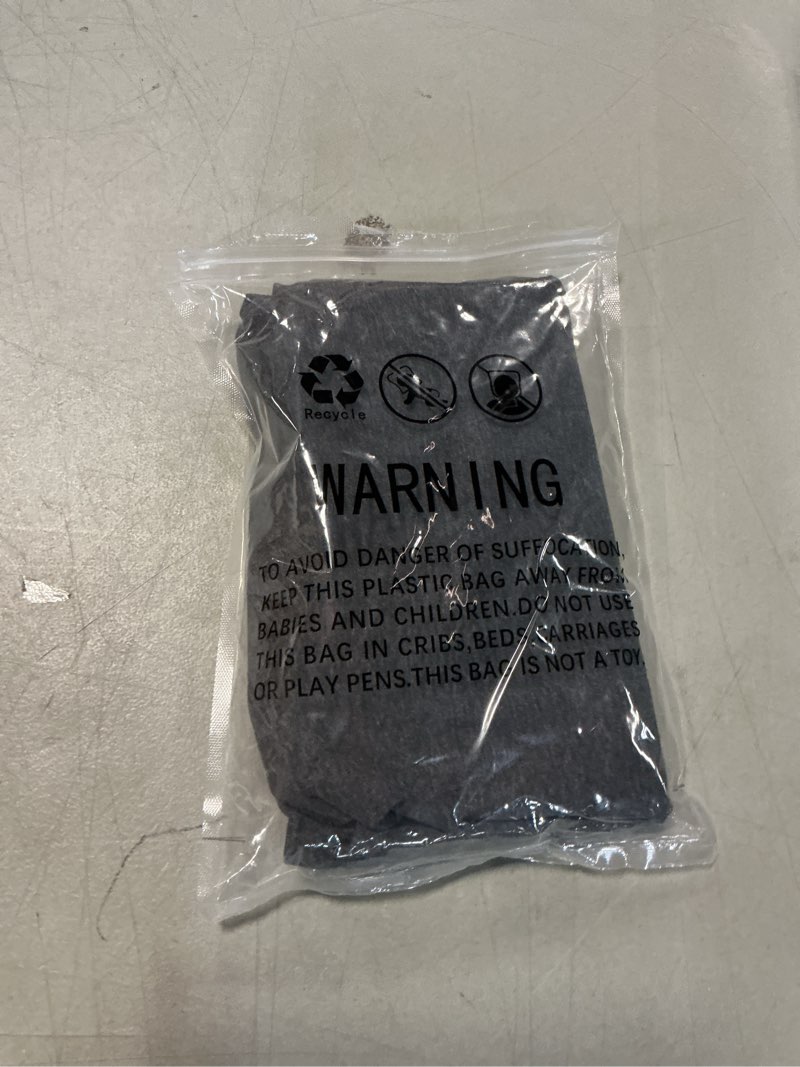 Recycle
WARNING
TO AVOID DANGER OF SUFFOCATION,
KEEP THIS PLASTIC BAG AWAY FROM
BABIES AND CHILDREN.DO NOT USE
THIS BAG IN CRIBS,BEDS,CARRIAGES
OR PLAY PENS.THIS BAG IS NOT A TOY.